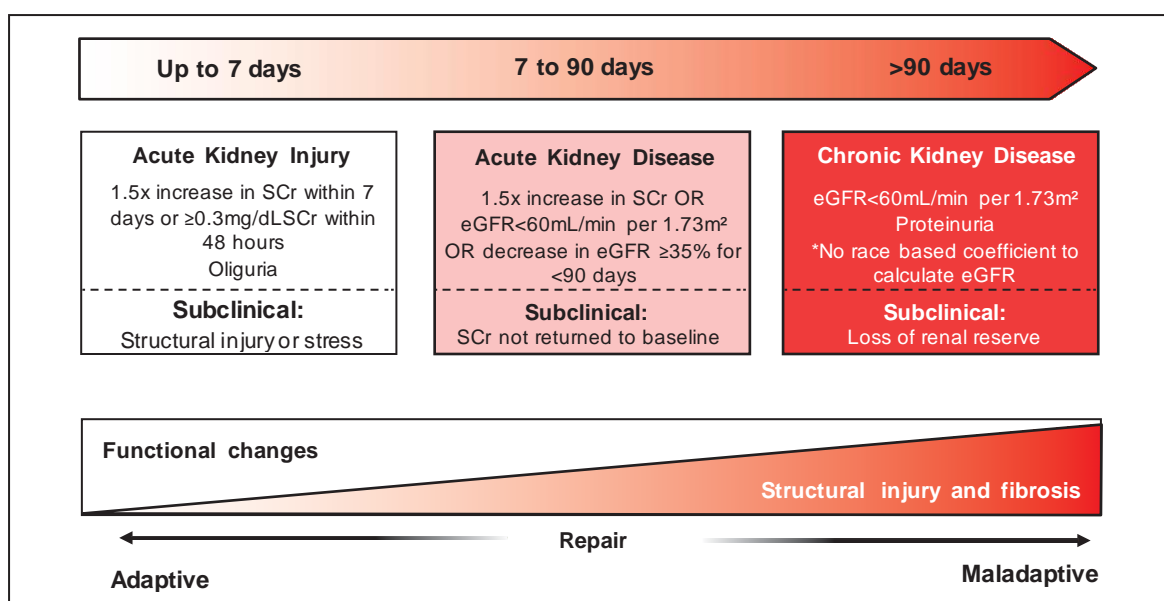 Up to 7 days
7 to 90 days
>90 days
Acute Kidney Injury
1.5x increase in SCr within 7
days or ≥0.3mg/dLSCr within
48 hours
Oliguria
Subclinical:
Structural injury or stress
Acute Kidney Disease
1.5x increase in SCr OR
eGFR<60mL/min per 1.73m²
OR decrease in eGFR ≥35% for
<90 days
Subclinical:
SCr not returned to baseline
Chronic Kidney Disease
eGFR<60mL/min per 1.73m²
Proteinuria
*No race based coefficient to
calculate eGFR
Subclinical:
Loss of renal reserve
Functional changes
Structural injury and fibrosis
Repair
Adaptive
Maladaptive